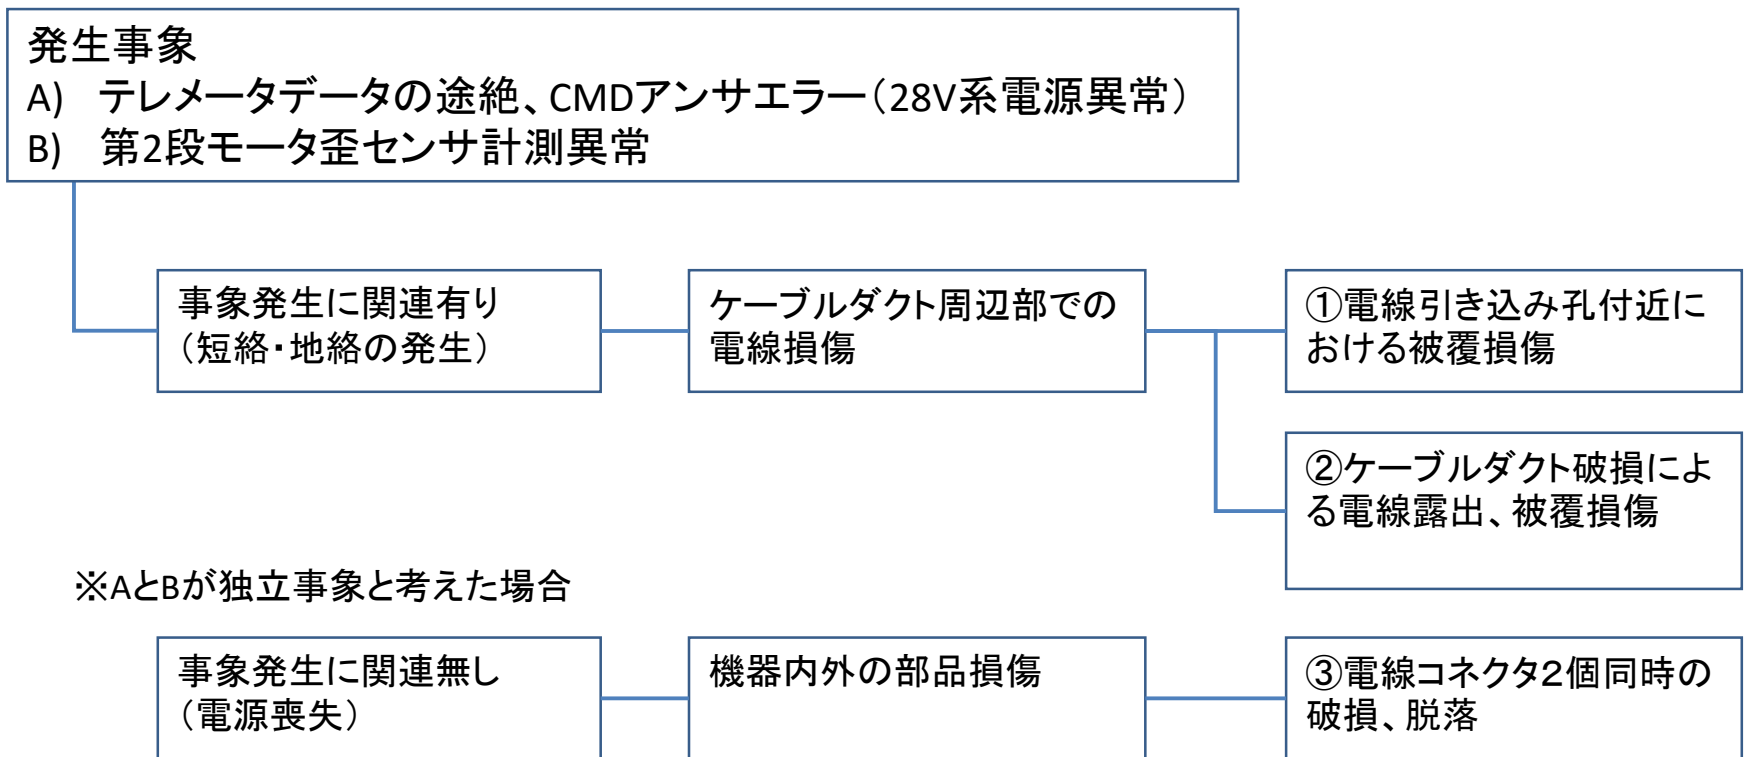 発生事象
A) テレメータデータの途絶、CMDアンサエラー（28V系電源異常）
B) 第2段モータ歪センサ計測異常
事象発生に関連有り
（短絡・地絡の発生）
ケーブルダクト周辺部での
電線損傷
①電線引き込み孔付近に
おける被覆損傷
②ケーブルダクト破損によ
る電線露出、被覆損傷
※AとBが独立事象と考えた場合
事象発生に関連無し
（電源喪失）
機器内外の部品損傷
③電線コネクタ２個同時の
破損、脱落